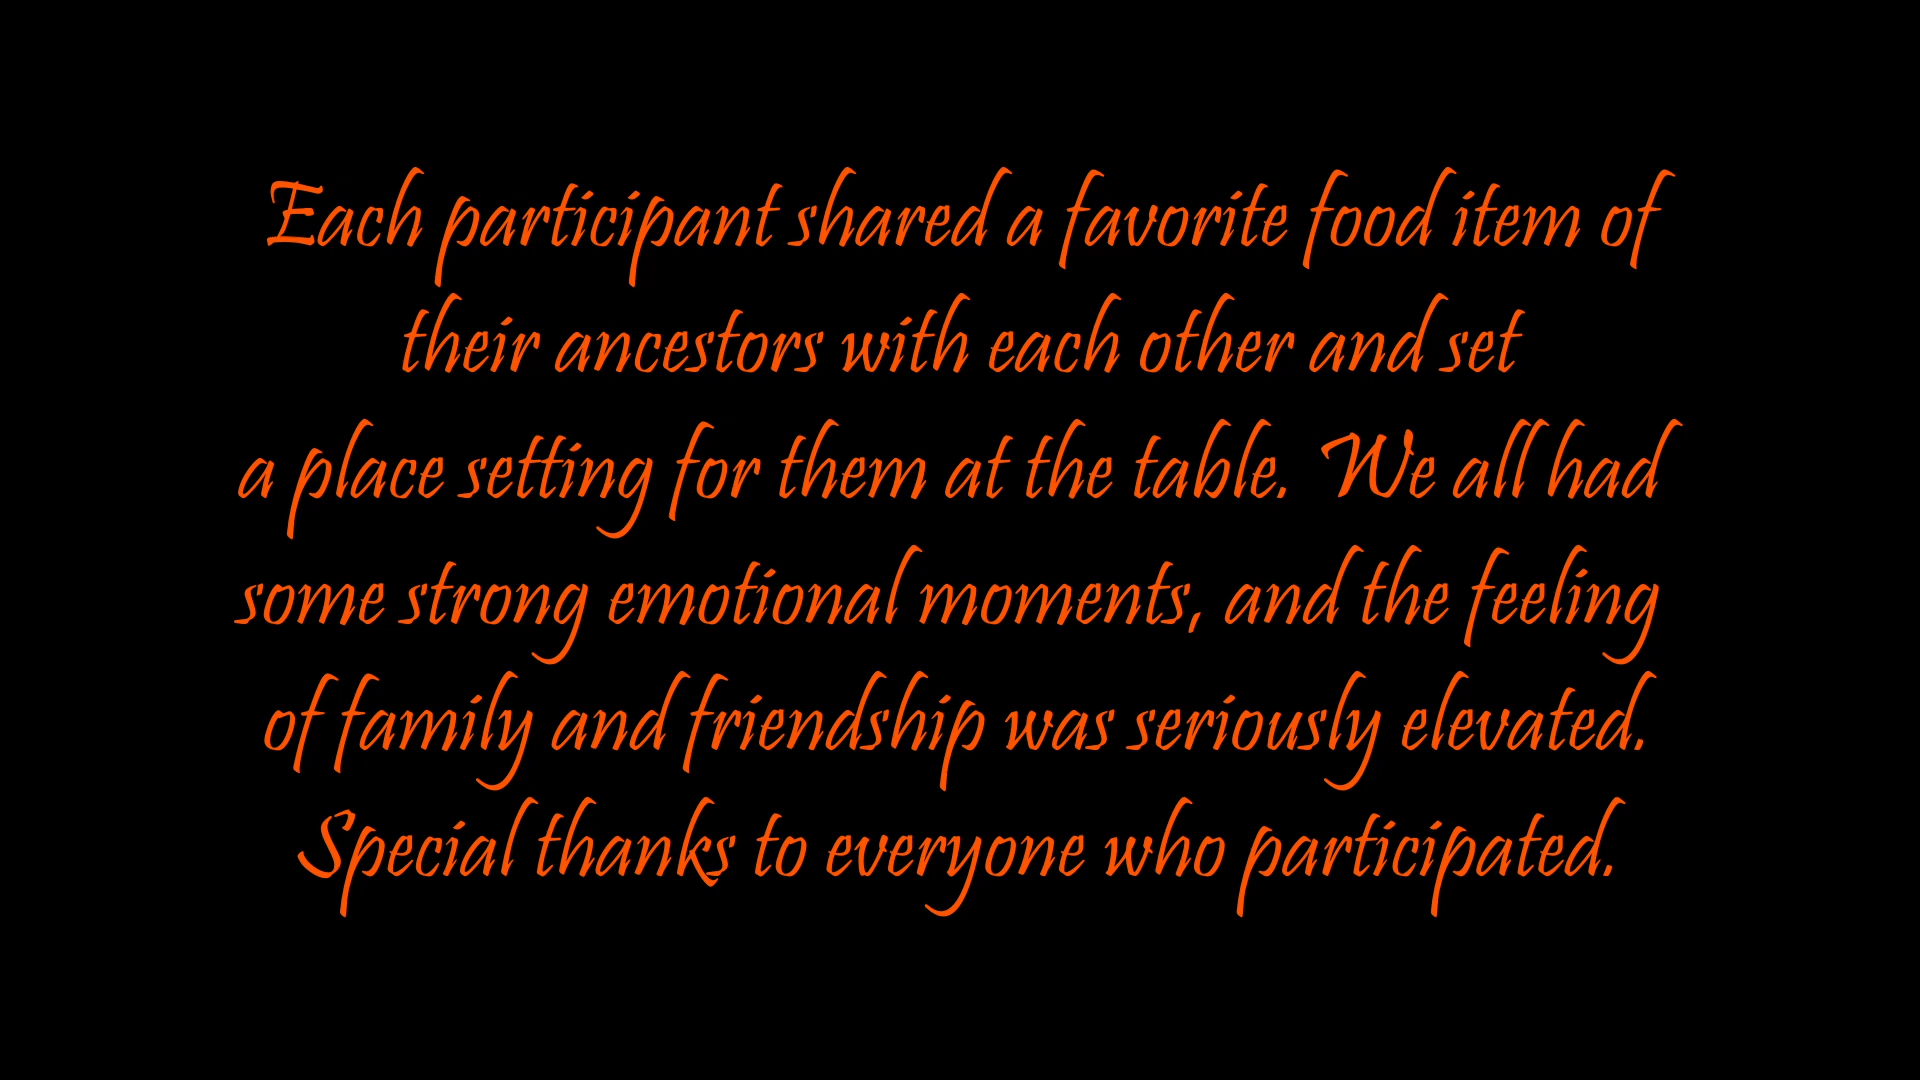 Each participant shared a favorite food item of
their ancestors with each other and set
a place setting for them at the table. We all had
some strong emotional moments, and the feeling
of family and friendship was seriously elevated.
Special thanks to everyone who participated.